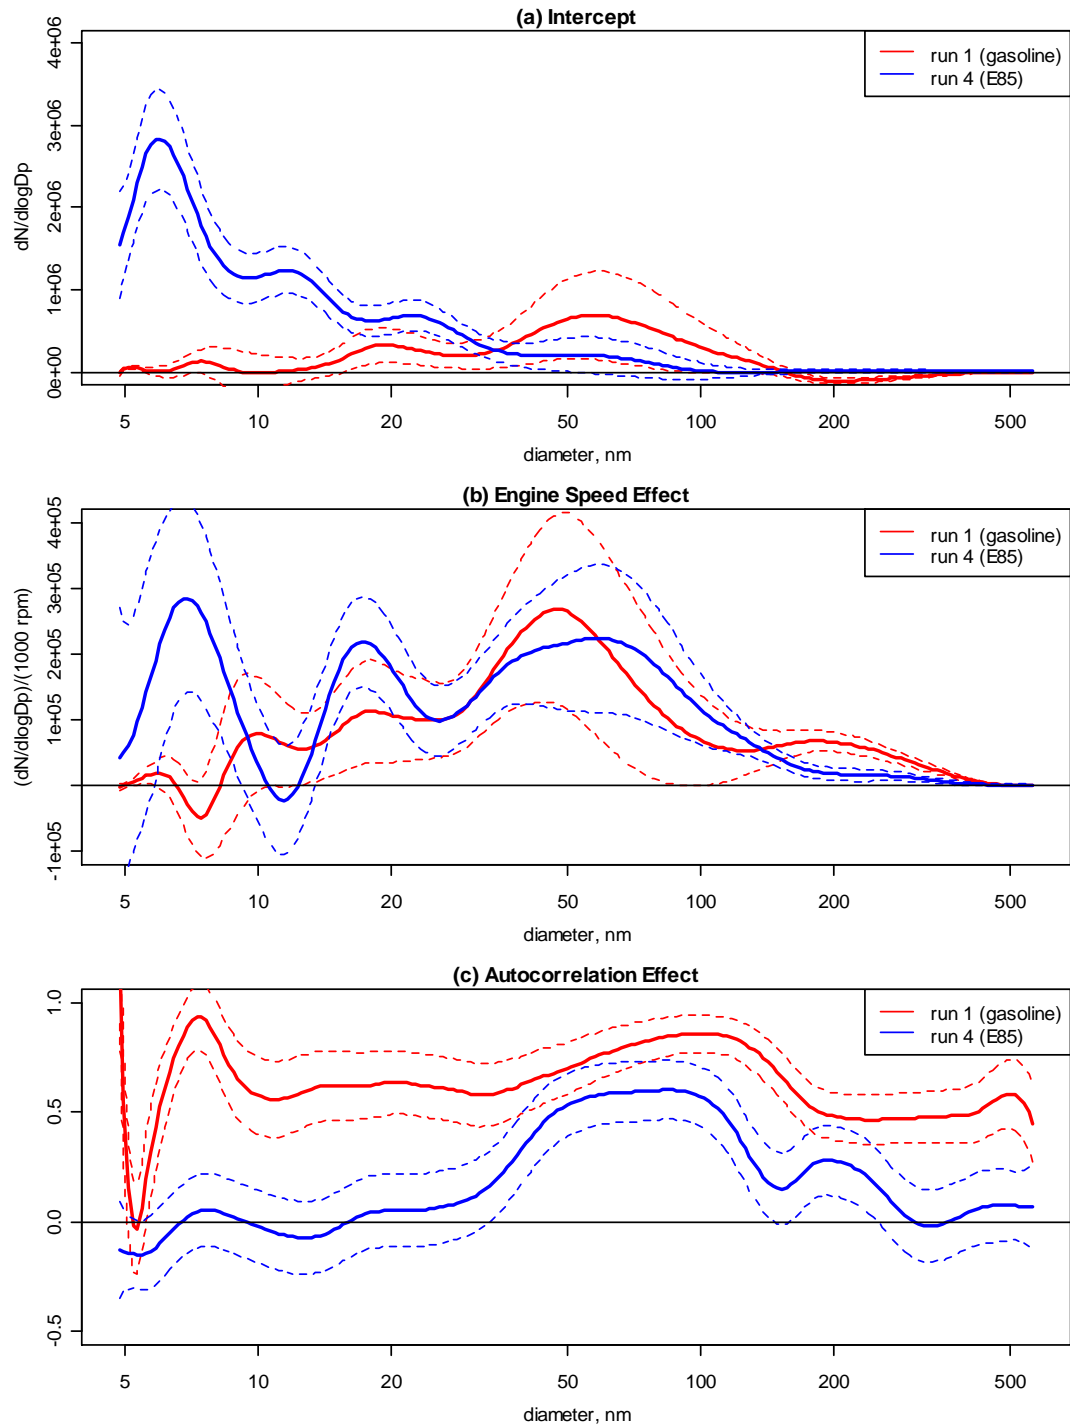 (a) Intercept
4e+06
3e+06
2e+06
1e+06
0e+00
dN/dlogDp
run 1 (gasoline)
run 4 (E85)
5 10 20 50 100 200 500
diameter, nm
(b) Engine Speed Effect
4e+05
3e+05
2e+05
1e+05
-1e+05
(dN/dlogDp)/(1000 rpm)
run 1 (gasoline)
run 4 (E85)
5 10 20 50 100 200 500
diameter, nm
(c) Autocorrelation Effect
1.0
0.5
0.0
-0.5
run 1 (gasoline)
run 4 (E85)
5 10 20 50 100 200 500
diameter, nm